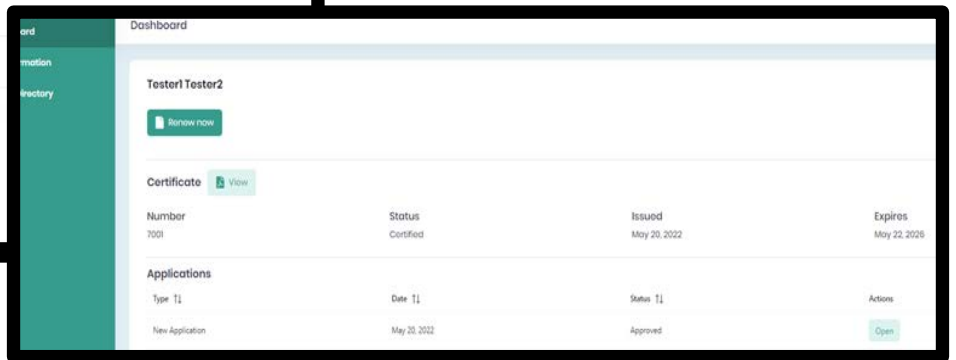 ard
Dashboard
rmation
irectory
Tester1 Tester2
Renew now
Certificate View
Number Status Issued Expires
7001 Certified May 20, 2022 May 22, 2026
Applications
Type ↑↓ Date ↑↓ Status ↑↓ Actions
New Application May 20, 2022 Approved Open